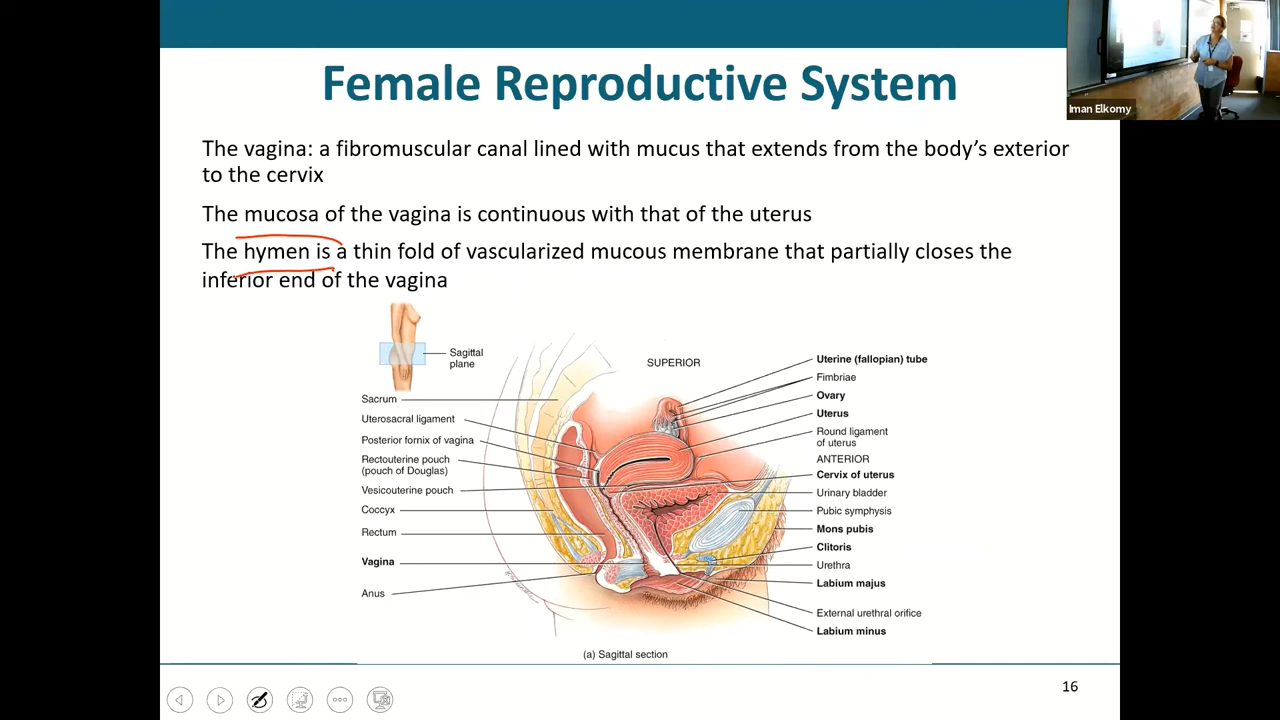 Iman Elkomy
Female Reproductive System
The vagina: a fibromuscular canal lined with mucus that extends from the body’s exterior
to the cervix
The mucosa of the vagina is continuous with that of the uterus
The hymen is a thin fold of vascularized mucous membrane that partially closes the
inferior end of the vagina
Sagittal
plane
SUPERIOR
Sacrum
Uterosacral ligament
Posterior fornix of vagina
Rectouterine pouch
(pouch of Douglas)
Vesicouterine pouch
Coccyx
Rectum
Vagina
Anus
Uterine (fallopian) tube
Fimbriae
Ovary
Uterus
Round ligament
of uterus
ANTERIOR
Cervix of uterus
Urinary bladder
Pubic symphysis
Mons pubis
Clitoris
Urethra
Labium majus
External urethral orifice
Labium minus
(a) Sagittal section
16